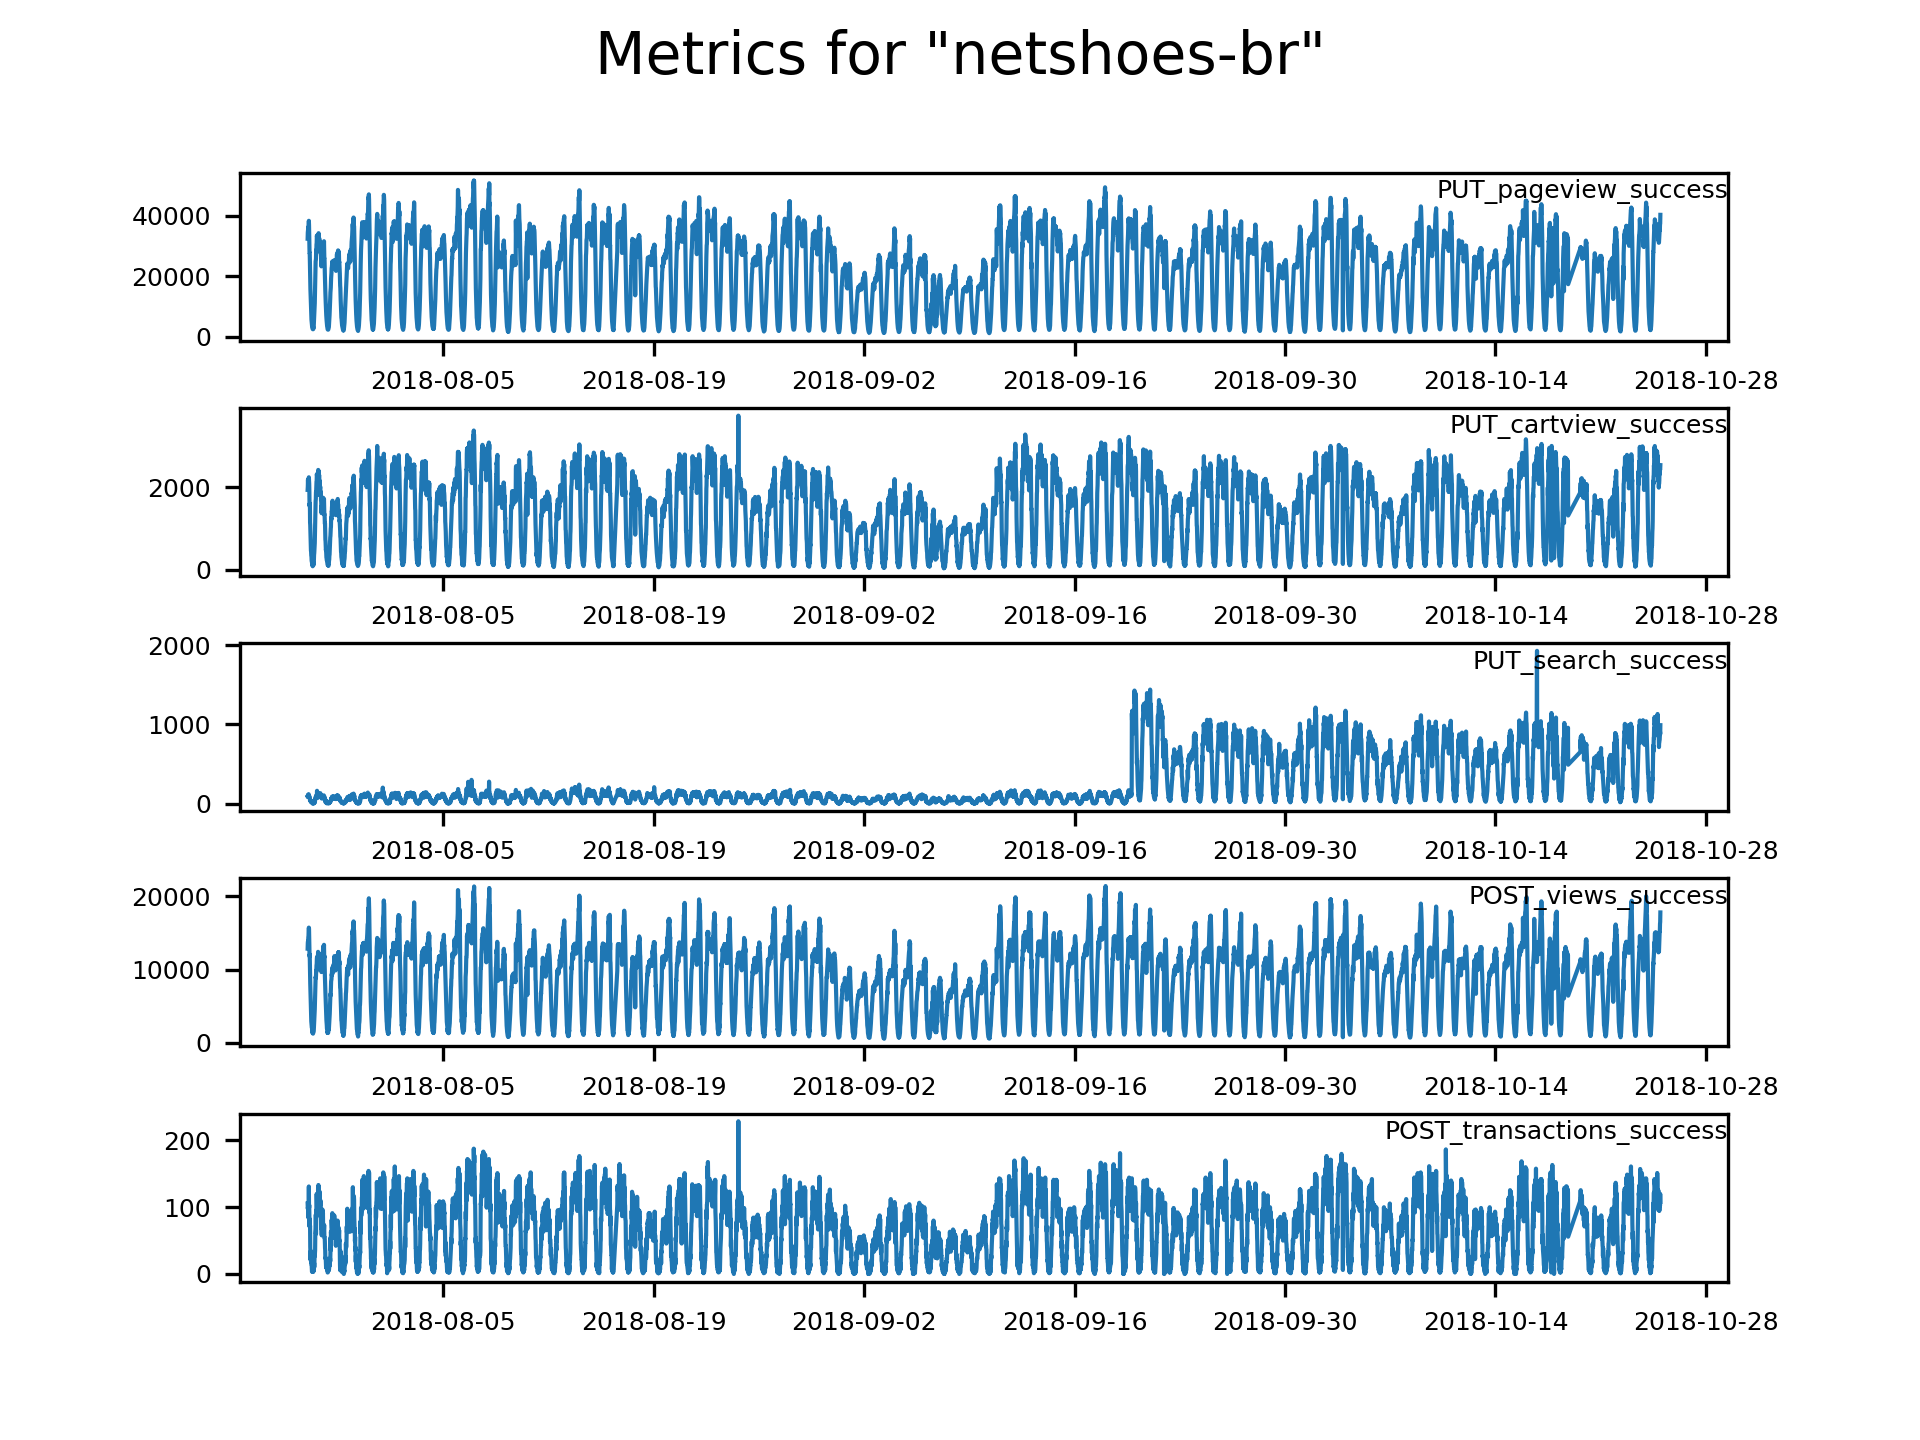 Metrics for "netshoes-br"
PUT_pageview_success
40000
20000
0
2018-08-05 2018-08-19 2018-09-02 2018-09-16 2018-09-30 2018-10-14 2018-10-28
PUT_cartview_success
2000
0
2018-08-05 2018-08-19 2018-09-02 2018-09-16 2018-09-30 2018-10-14 2018-10-28
2000
PUT_search_success
1000
0
2018-08-05 2018-08-19 2018-09-02 2018-09-16 2018-09-30 2018-10-14 2018-10-28
20000 POST_views_success
10000
0
2018-08-05 2018-08-19 2018-09-02 2018-09-16 2018-09-30 2018-10-14 2018-10-28
200 POST_transactions_success
100
0
2018-08-05 2018-08-19 2018-09-02 2018-09-16 2018-09-30 2018-10-14 2018-10-28